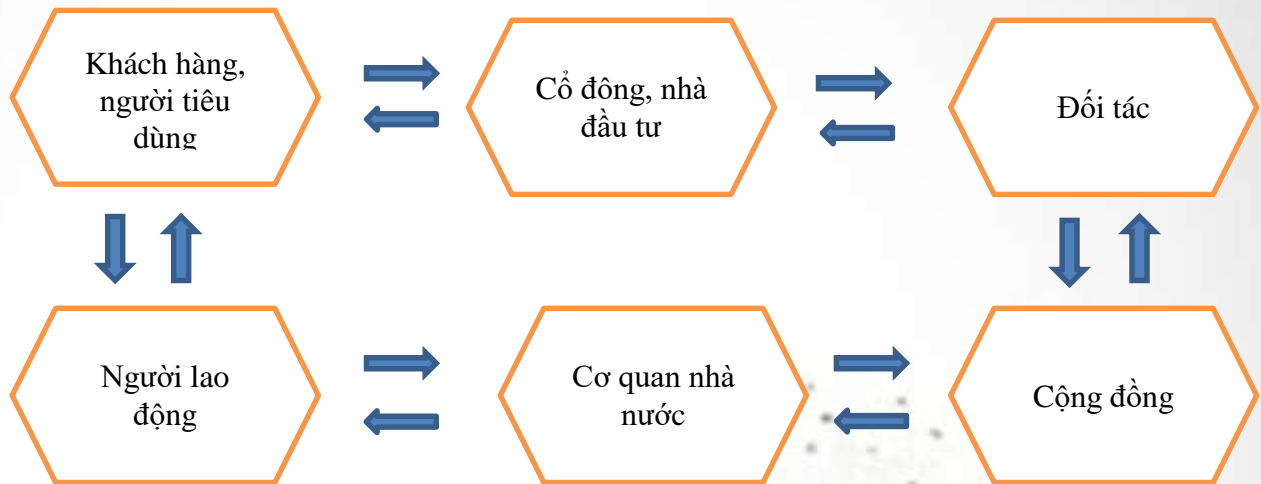 Khách hàng,
người tiêu
dùng
Cổ đông, nhà
đầu tư
Đối tác
Người lao
động
Cơ quan nhà
nước
Cộng đồng